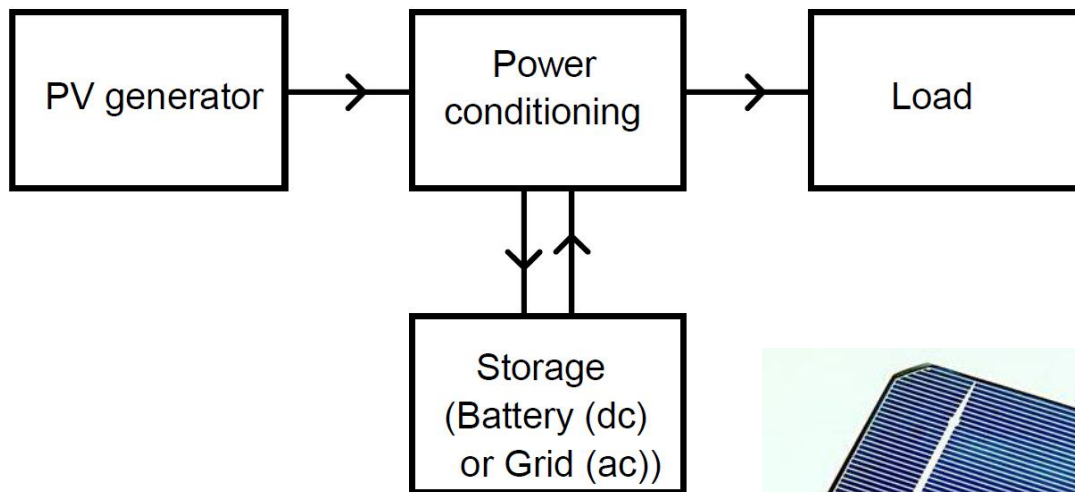 PV generator
Power
conditioning
Load
Storage
(Battery (dc)
or Grid (ac))